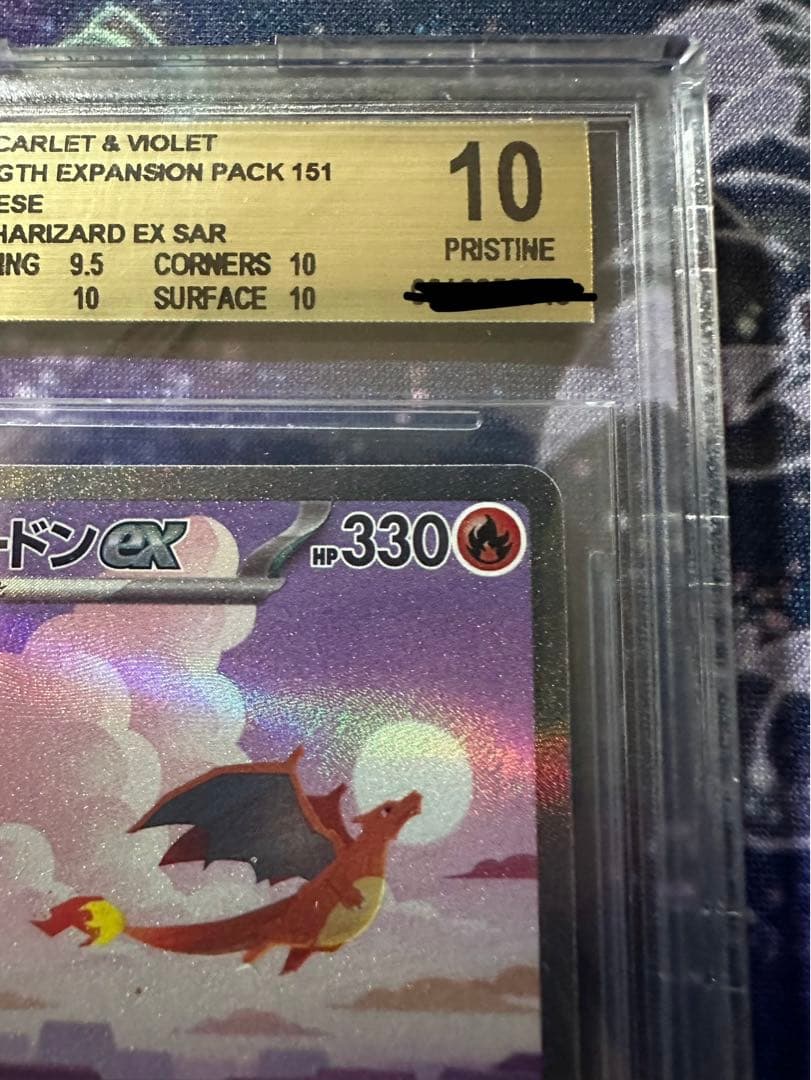 CARLET & VIOLET
GTH EXPANSION PACK 151
ESE
HARIZARD EX SAR
ING 9.5 CORNERS 10
10 SURFACE 10
10
PRISTINE
ードンex
HP330